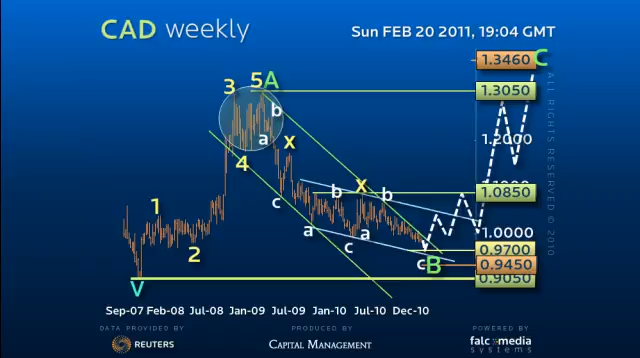 CAD weekly
Sun FEB 20 2011, 19:04 GMT
1.3460
C
3
5
A
1.3050
b
a
1.2000
x
4
b
x
b
1.0850
1
c
a
a
1.0000
2
c
0.9700
c
B
0.9450
0.9050
V
Sep-07 Feb-08 Jul-08 Jan-09 Jul-09 Jan-10 Jul-10 Dec-10
DATA PROVIDED BY
PRODUCED BY
POWERED BY
REUTERS
CAPITAL MANAGEMENT
falc media
systems
ALL RIGHTS RESERVED © 2010